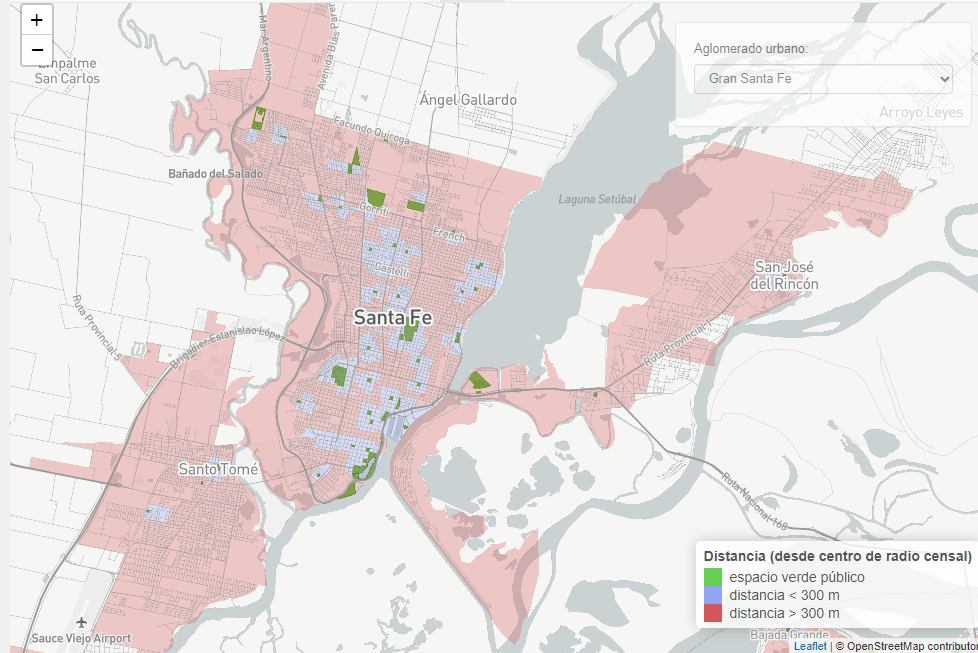 +
−
Empalme
San Carlos
Mar Argentino
Avenida Blas Parer
Ángel Gallardo
Aglomerado urbano:
Gran Santa Fe
Arroyo Leyes
Facundo Quiroga
Bañado del Salado
Laguna Setúbal
Gorriti
French
Gastelli
San José
del Rincón
Santa Fe
Ruta Provincial 5
Brigadier Estanislao López
Ruta Provincial 1
Santo Tomé
Ruta Nacional 168
Sauce Viejo Airport
Distancia (desde centro de radio censal)
espacio verde público
distancia < 300 m
distancia > 300 m
Bajada Grande
Leaflet | © OpenStreetMap contributo